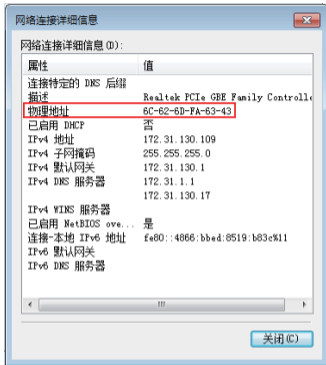 网络连接详细信息
网络连接详细信息(D):
属性 值
连接特定的 DNS 后缀
描述 Realtek PCIe GBE Family Controlle
物理地址 6C-62-6D-FA-63-43
已启用 DHCP 否
IPv4 地址 172.31.130.109
IPv4 子网掩码 255.255.255.0
IPv4 默认网关 172.31.130.1
IPv4 DNS 服务器 172.31.1.1
172.31.130.17
IPv4 WINS 服务器
已启用 NetBIOS ove... 是
连接-本地 IPv6 地址 fe80::4866:bbed:8519:b83c%11
IPv6 默认网关
IPv6 DNS 服务器
关闭(C)